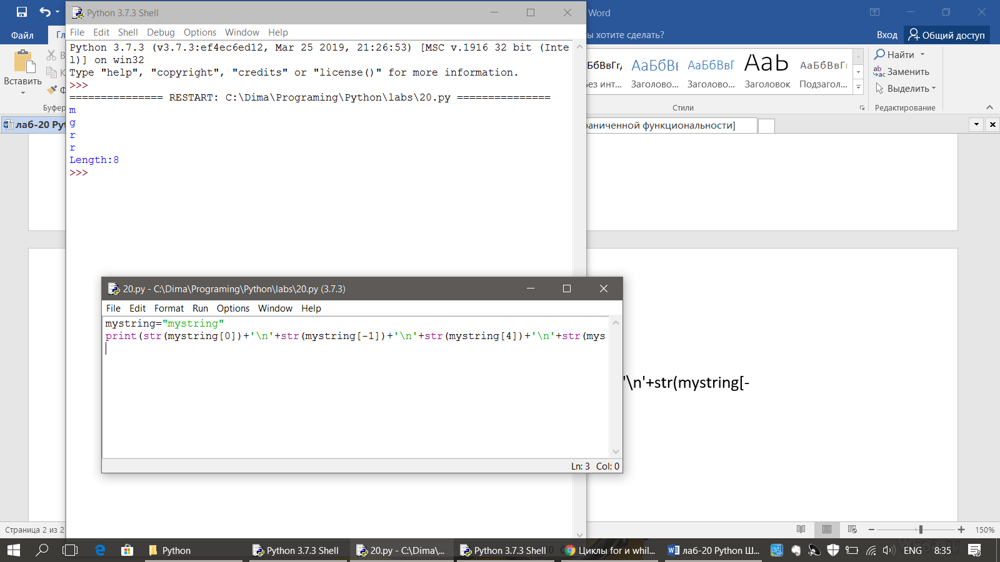 Word
ы хотите сделать?
Вход
Общий доступ
Файл
Гл
Вставить
Буфер
Найти
Заменить
Выделить
АаБбВвГ
АаБбВвГ
АаБбВвГг
Заголово...
Заголово...
Заголовок
Подзагол...
Стили
Редактирование
лаб-20 Pyt
раниченной функциональности]
Python 3.7.3 Shell
File Edit Shell Debug Options Window Help
Python 3.7.3 (v3.7.3:ef4ec6ed12, Mar 25 2019, 21:26:53) [MSC v.1916 32 bit (Inte
l)] on win32
Type "help", "copyright", "credits" or "license()" for more information.
>>>
=============== RESTART: C:\Dima\Programing\Python\labs\20.py ===============
m
g
r
r
Length:8
>>>
20.py - C:\Dima\Programing\Python\labs\20.py (3.7.3)
File Edit Format Run Options Window Help
mystring="mystring"
print(str(mystring[0])+'\n'+str(mystring[-1])+'\n'+str(mystring[4])+'\n'+str(mys
Ln: 3 Col: 0
'\n'+str(mystring[-
Страница 2 из 2
150%
Python
Python 3.7.3 Shell
20.py - C:\Dima\...
Python 3.7.3 Shell
Циклы for и whil...
лаб-20 Python Ш...
ENG
8:35